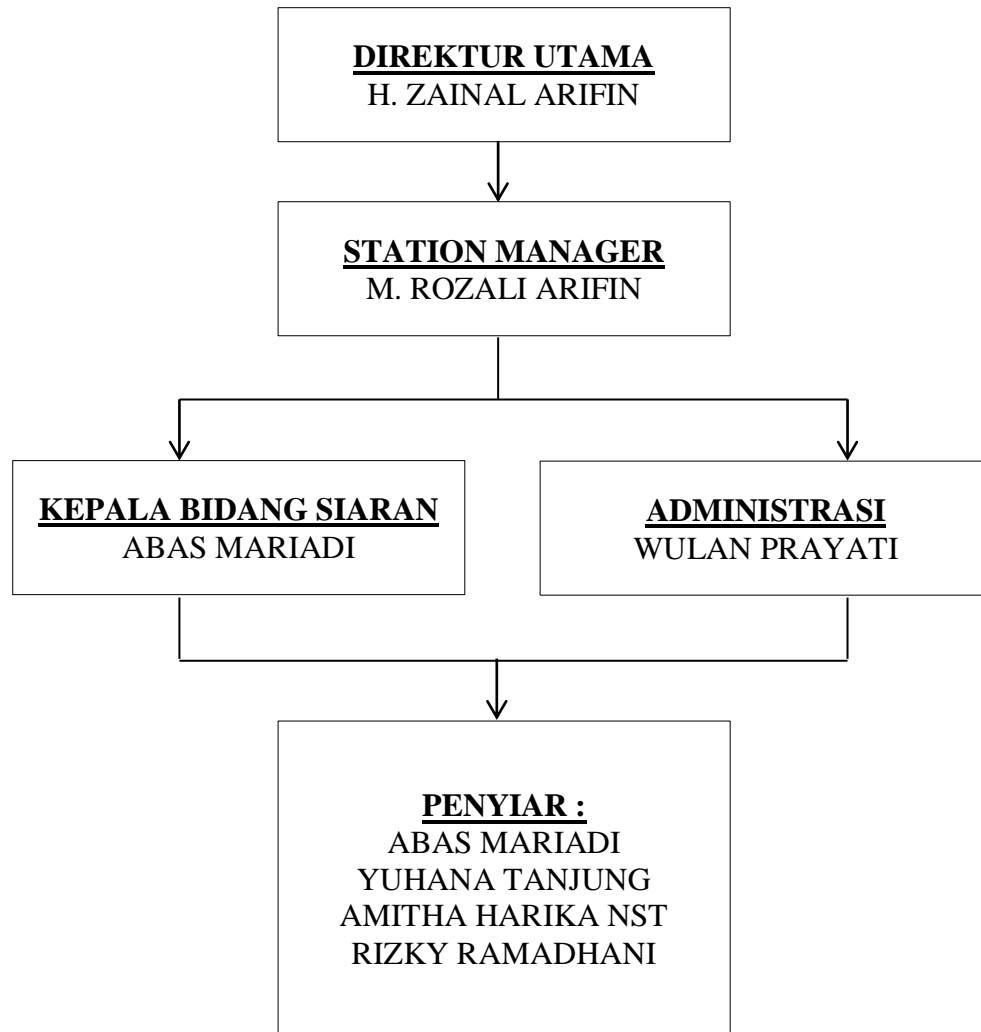 DIREKTUR UTAMA
H. ZAINAL ARIFIN
STATION MANAGER
M. ROZALI ARIFIN
KEPALA BIDANG SIARAN
ABAS MARIADI
ADMINISTRASI
WULAN PRAYATI
PENYIAR :
ABAS MARIADI
YUHANA TANJUNG
AMITHA HARIKA NST
RIZKY RAMADHANI